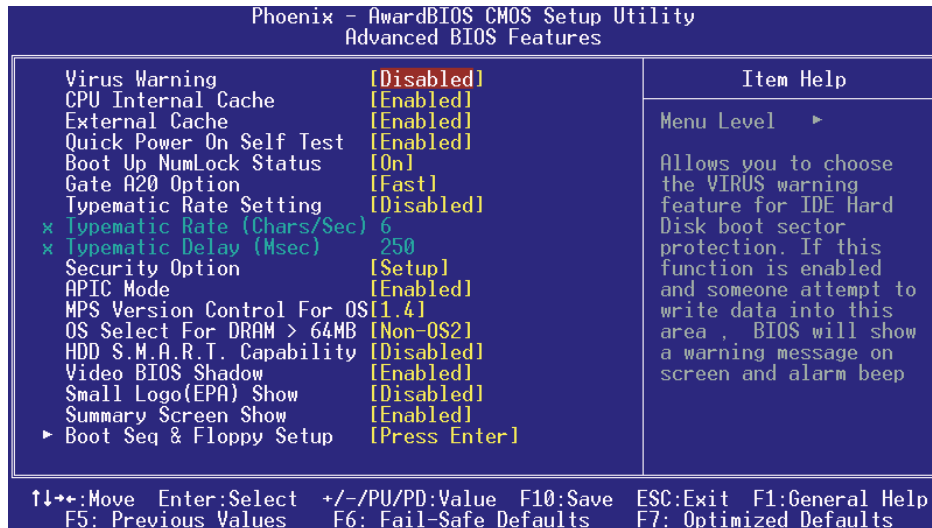 Phoenix - AwardBIOS CMOS Setup Utility
Advanced BIOS Features
Virus Warning [Disabled]
CPU Internal Cache [Enabled]
External Cache [Enabled]
Quick Power On Self Test [Enabled]
Boot Up NumLock Status [On]
Gate A20 Option [Fast]
Typematic Rate Setting [Disabled]
x Typematic Rate (Chars/Sec) 6
x Typematic Delay (Msec) 250
Security Option [Setup]
APIC Mode [Enabled]
MPS Version Control For OS[1.4]
OS Select For DRAM > 64MB [Non-OS2]
HDD S.M.A.R.T. Capability [Disabled]
Video BIOS Shadow [Enabled]
Small Logo(EPA) Show [Disabled]
Summary Screen Show [Enabled]
► Boot Seq & Floppy Setup [Press Enter]
Item Help
Menu Level ►
Allows you to choose
the VIRUS warning
feature for IDE Hard
Disk boot sector
protection. If this
function is enabled
and someone attempt to
write data into this
area , BIOS will show
a warning message on
screen and alarm beep
↑↓→←:Move Enter:Select +/-/PU/PD:Value F10:Save ESC:Exit F1:General Help
F5: Previous Values F6: Fail-Safe Defaults F7: Optimized Defaults